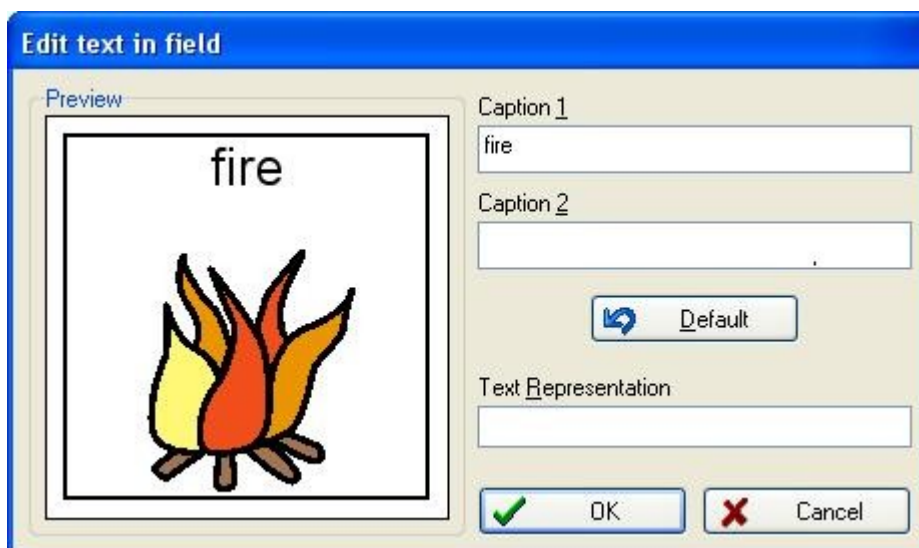 Edit text in field
Preview
fire
Caption 1
fire
Caption 2
Default
Text Representation
OK
Cancel